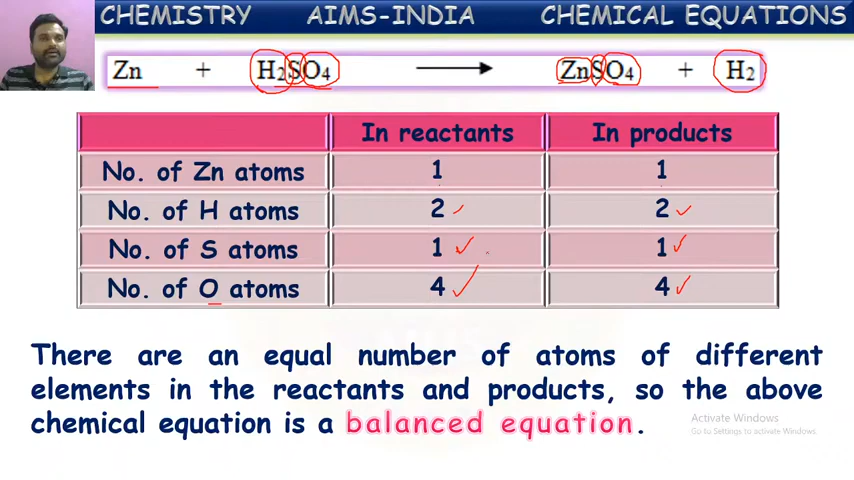 CHEMISTRY AIMS-INDIA CHEMICAL EQUATIONS
Zn + H2SO4 → ZnSO4 + H2
In reactants In products
No. of Zn atoms 1 1
No. of H atoms 2 2
No. of S atoms 1 1
No. of O atoms 4 4
There are an equal number of atoms of different
elements in the reactants and products, so the above
chemical equation is a balanced equation.
Activate Windows
Go to Settings to activate Windows.